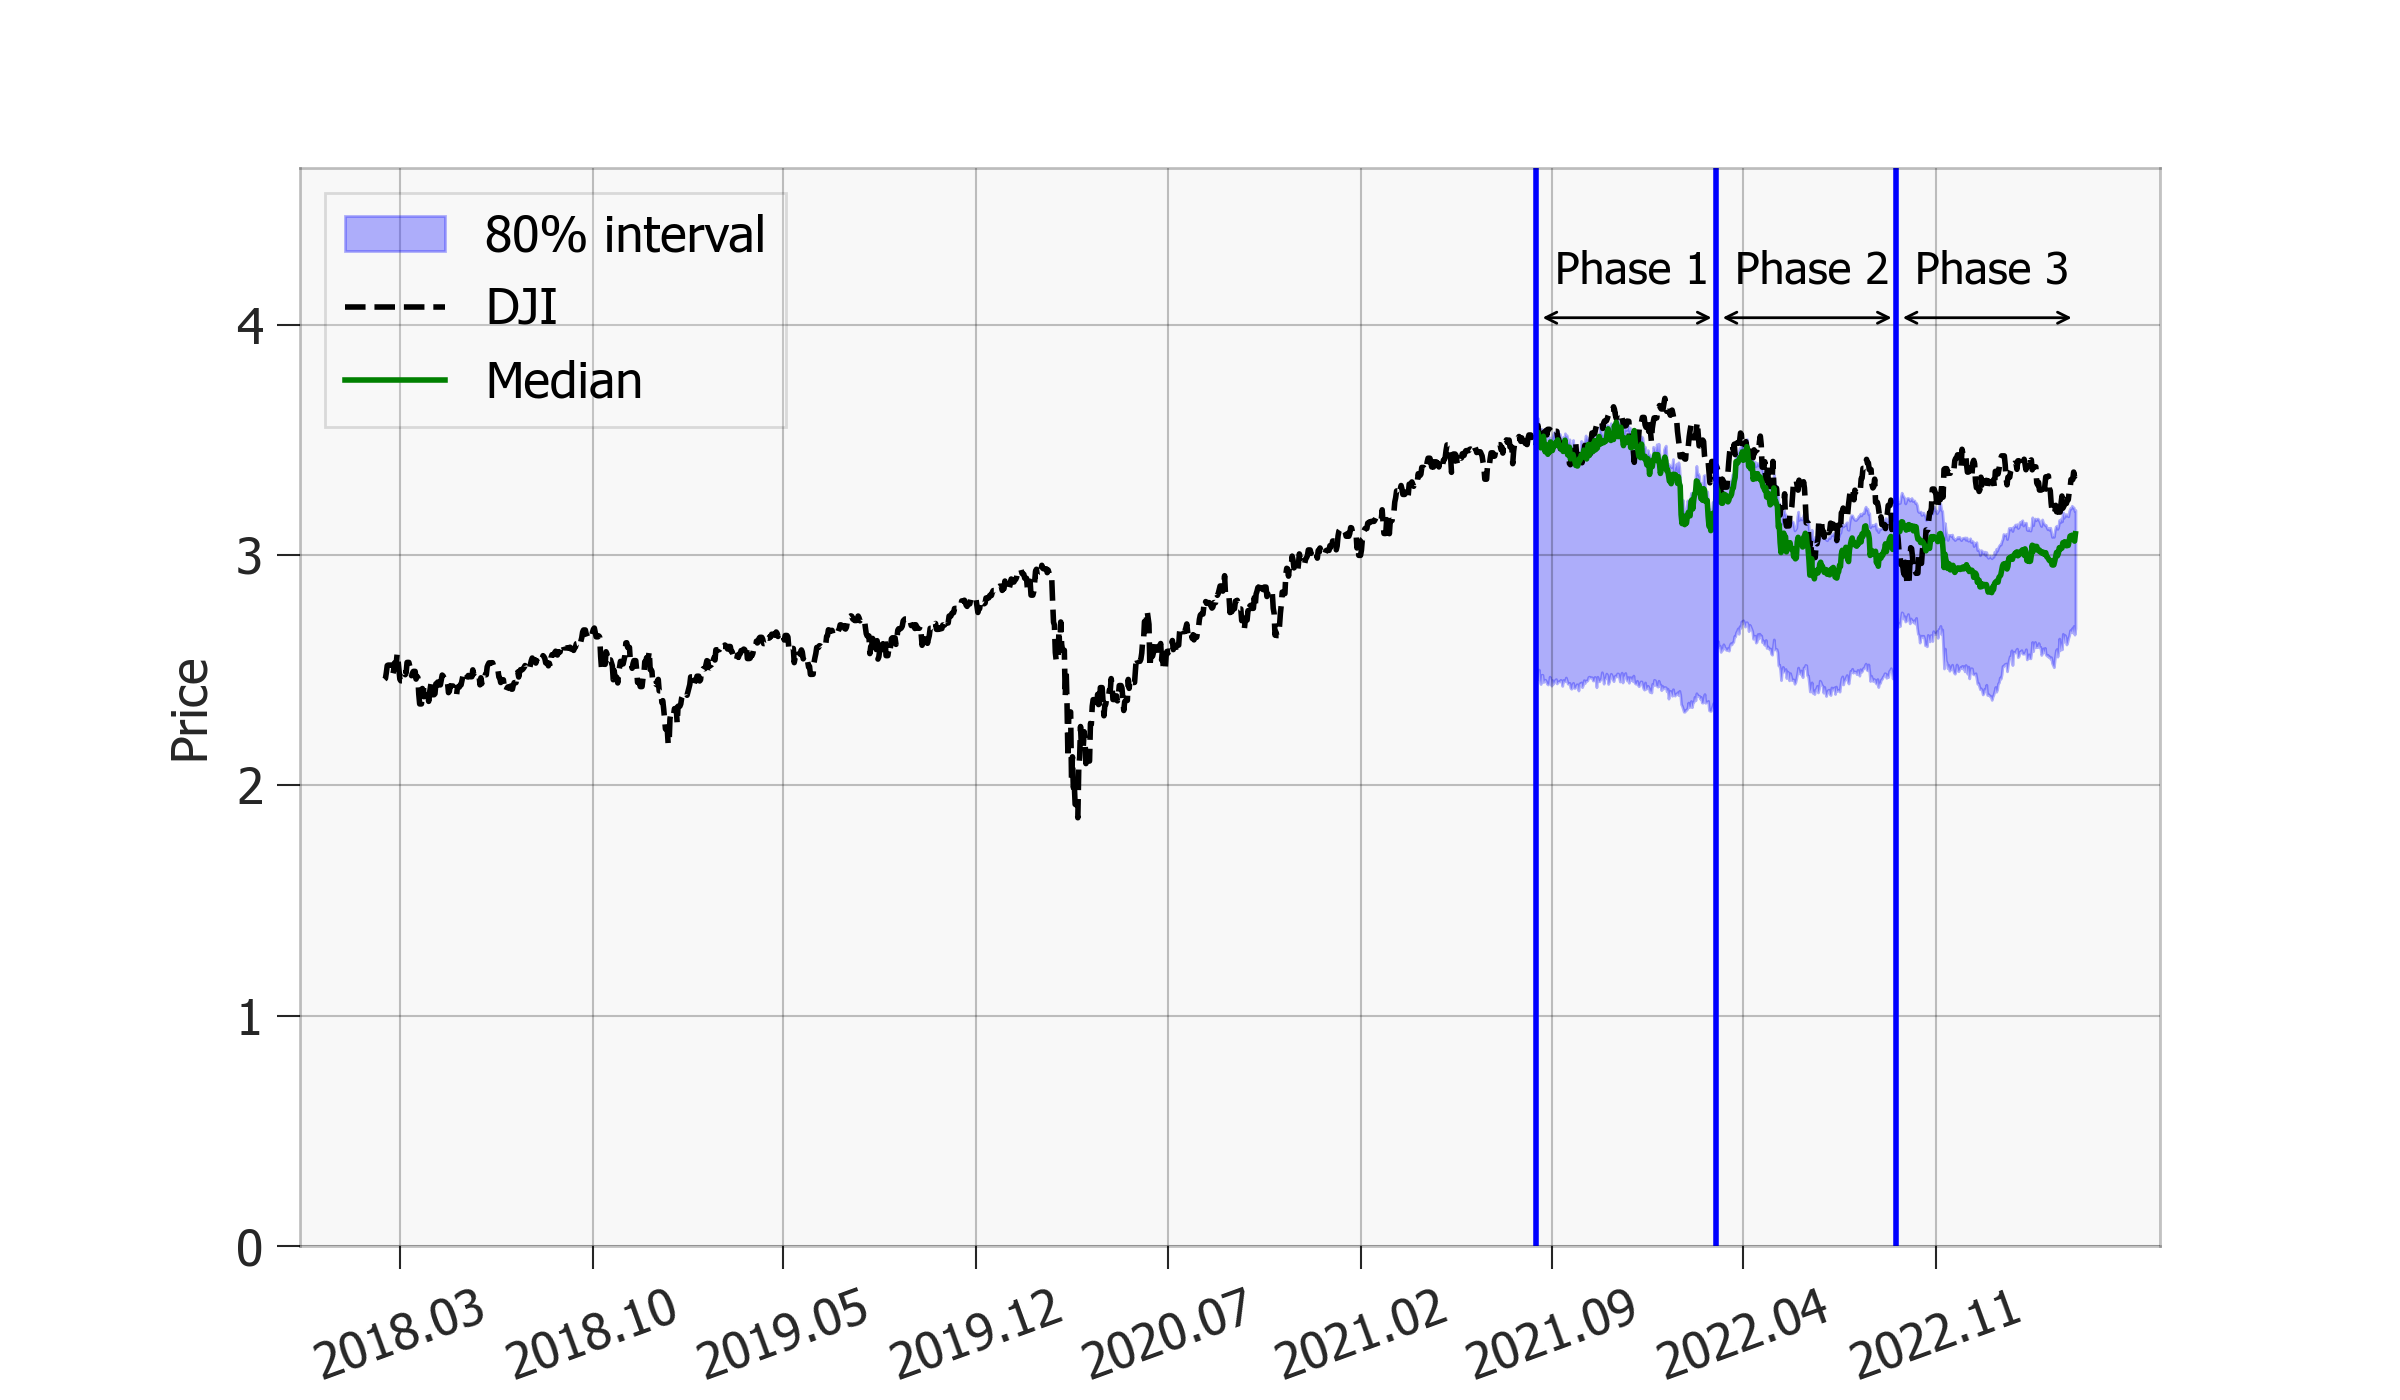 80% interval
DJI
Median
Phase 1
Phase 2
Phase 3
Price
4
3
2
1
0
2018.03
2018.10
2019.05
2019.12
2020.07
2021.02
2021.09
2022.04
2022.11